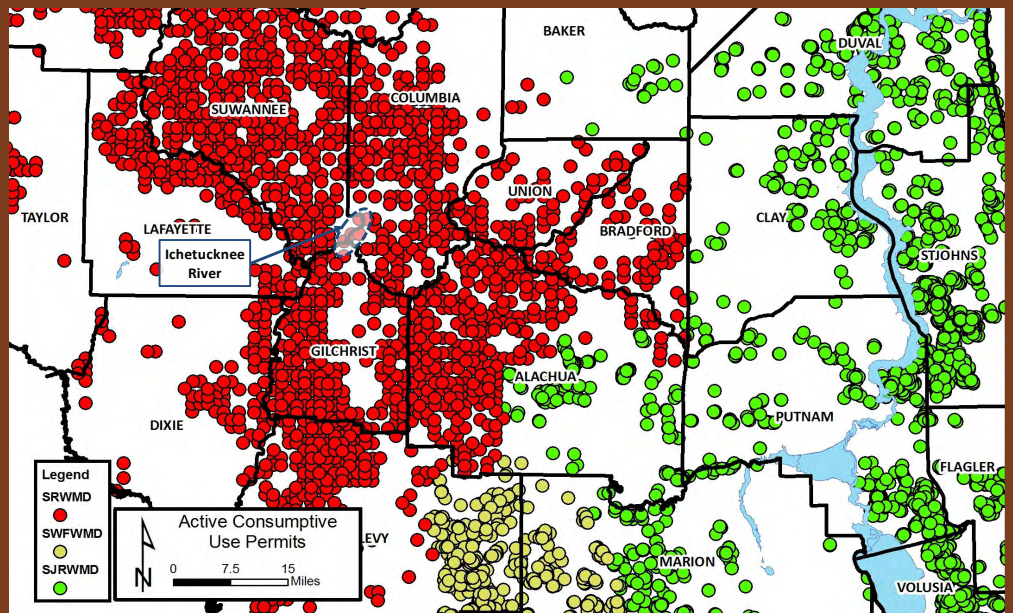 BAKER
DUVAL
SUWANNEE
COLUMBIA
UNION
TAYLOR
LAFAYETTE
BRADFORD
CLAY
Ichetucknee
River
STJOHNS
GILCHRIST
ALACHUA
DIXIE
PUTNAM
FLAGLER
Legend
SRWMD
SWFWMD
SJRWMD
Active Consumptive
Use Permits
N
0 7.5 15
Miles
EVY
MARION
VOLUSIA